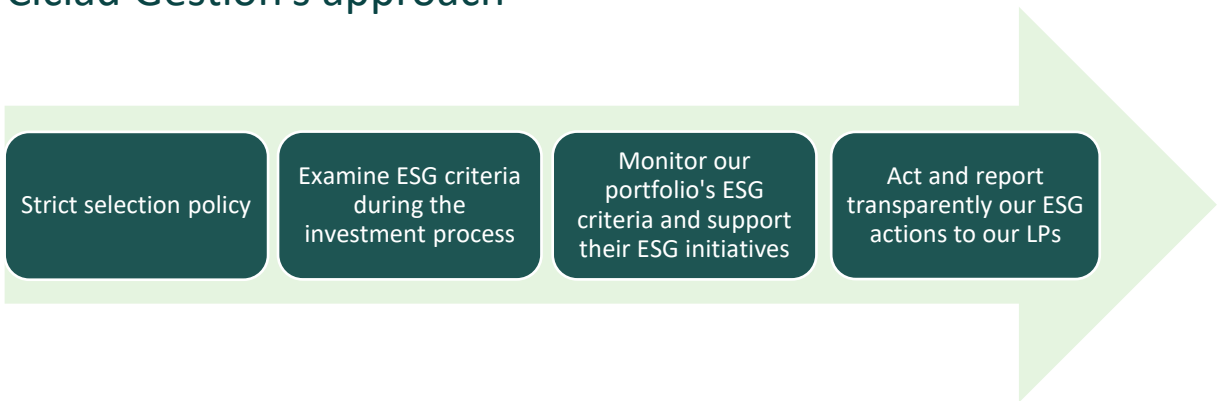 Ciclad Gestion's approach
Strict selection policy
Examine ESG criteria
during the
investment process
Monitor our
portfolio's ESG
criteria and support
their ESG initiatives
Act and report
transparently our ESG
actions to our LPs